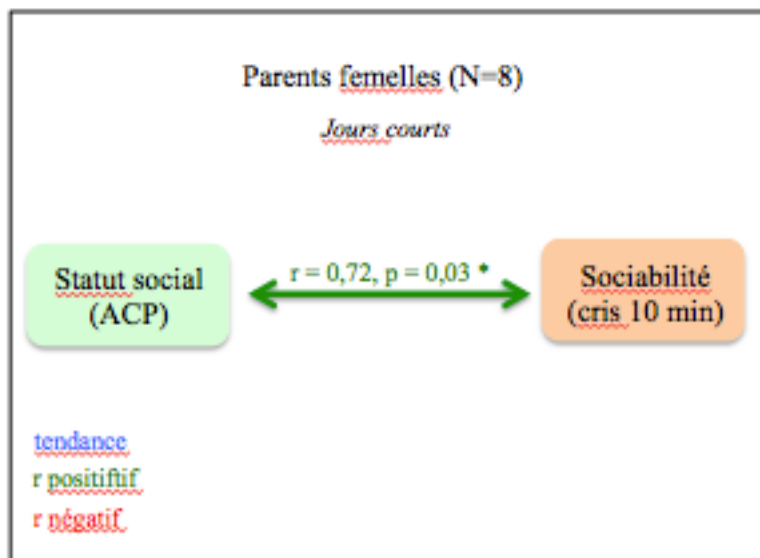 Parents femelles (N=8)
Jours courts
Statut social
(ACP)
r = 0,72, p = 0,03 *
Sociabilité
(cris 10 min)
tendance
r positiftif
r négatif